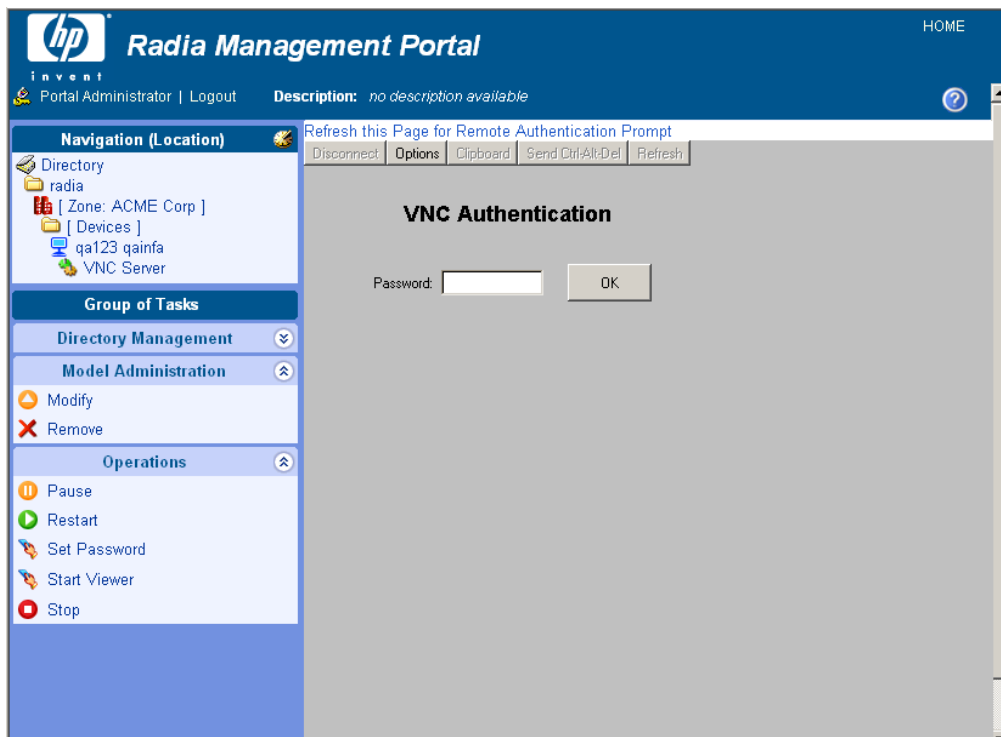 HOME
hp
Radia Management Portal
invent
Portal Administrator | Logout
Description: no description available
?
Navigation (Location)
Refresh this Page for Remote Authentication Prompt
Disconnect Options Clipboard Send Ctrl-Alt-Del Refresh
Directory
radia
[ Zone: ACME Corp ]
[ Devices ]
qa123 qainfa
VNC Server
VNC Authentication
Password:
OK
Group of Tasks
Directory Management
Model Administration
Modify
Remove
Operations
Pause
Restart
Set Password
Start Viewer
Stop